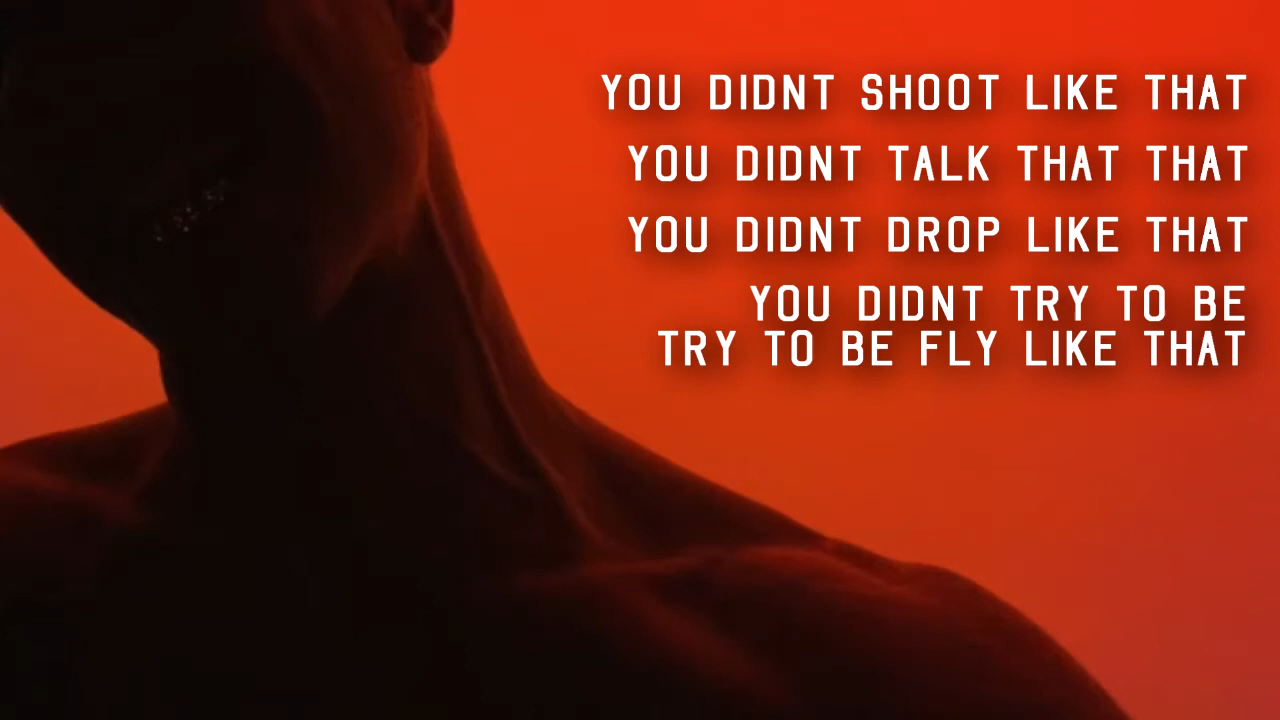 YOU DIDNT SHOOT LIKE THAT
YOU DIDNT TALK THAT THAT
YOU DIDNT DROP LIKE THAT
YOU DIDNT TRY TO BE
TRY TO BE FLY LIKE THAT